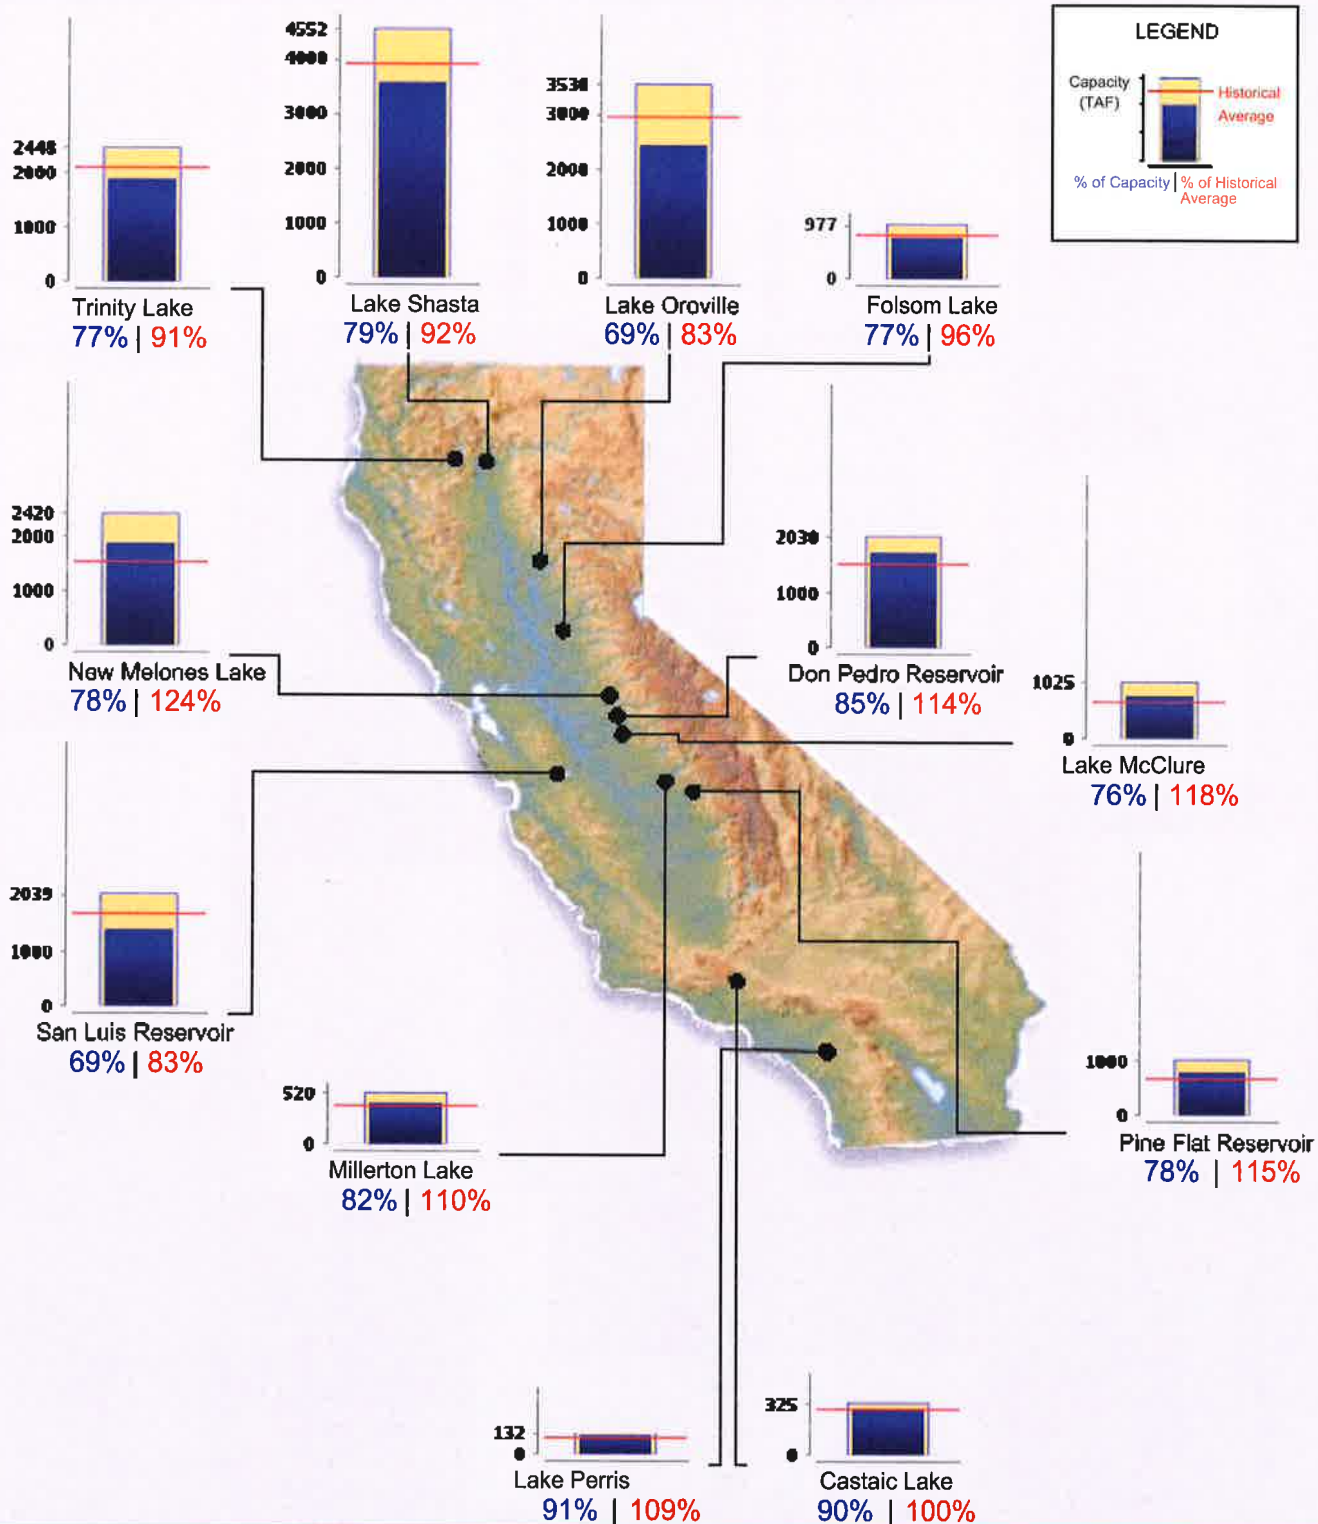 LEGEND
Capacity
(TAF)
Historical
Average
% of Capacity | % of Historical
Average
2448
2000
1000
0
Trinity Lake
77% | 91%
4552
4000
3000
2000
1000
0
Lake Shasta
79% | 92%
3538
3000
2000
1000
0
Lake Oroville
69% | 83%
977
0
Folsom Lake
77% | 96%
2420
2000
1000
0
New Melones Lake
78% | 124%
2030
1000
0
Don Pedro Reservoir
85% | 114%
1025
0
Lake McClure
76% | 118%
2039
1000
0
San Luis Reservoir
69% | 83%
520
0
Millerton Lake
82% | 110%
1000
0
Pine Flat Reservoir
78% | 115%
132
0
Lake Perris
91% | 109%
325
0
Castaic Lake
90% | 100%